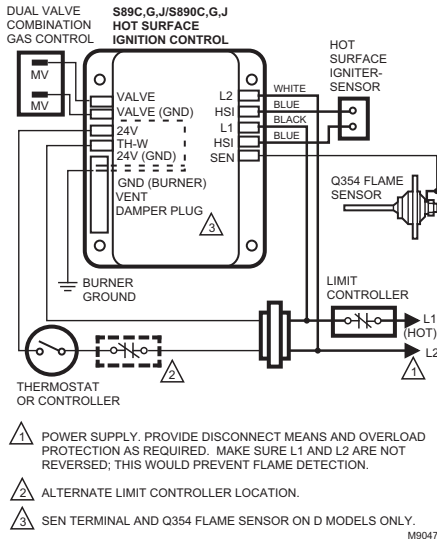 DUAL VALVE
COMBINATION
GAS CONTROL
S89C,G,J/S890C,G,J
HOT SURFACE
IGNITION CONTROL
HOT
SURFACE
IGNITER-
SENSOR
MV
MV
VALVE
VALVE (GND)
24V
TH-W
24V (GND)
GND (BURNER)
VENT
DAMPER PLUG
3
L2
HSI
L1
HSI
SEN
WHITE
BLUE
BLACK
BLUE
Q354 FLAME
SENSOR
BURNER
GROUND
LIMIT
CONTROLLER
L1
(HOT)
L2
1
2
THERMOSTAT
OR CONTROLLER
1 POWER SUPPLY. PROVIDE DISCONNECT MEANS AND OVERLOAD
PROTECTION AS REQUIRED. MAKE SURE L1 AND L2 ARE NOT
REVERSED; THIS WOULD PREVENT FLAME DETECTION.
2 ALTERNATE LIMIT CONTROLLER LOCATION.
3 SEN TERMINAL AND Q354 FLAME SENSOR ON D MODELS ONLY.
M9047